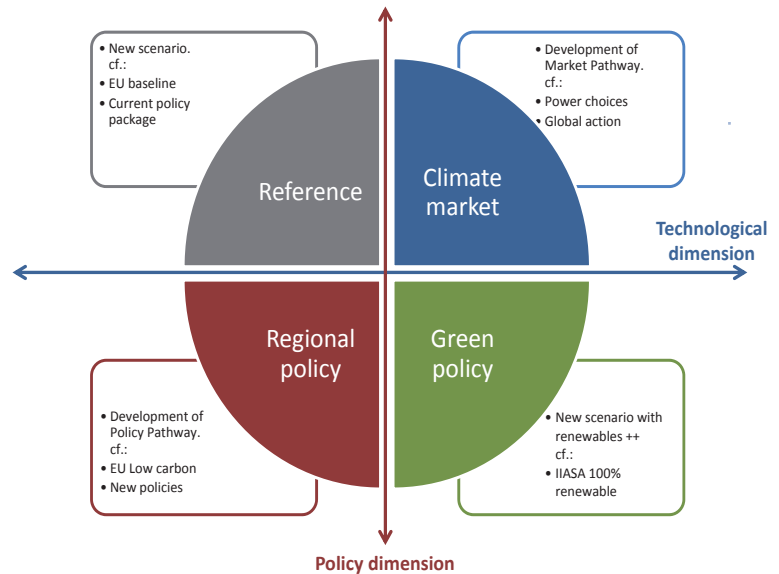 • New scenario.
cf.:
• EU baseline
• Current policy
package
• Development of
Market Pathway.
cf.:
• Power choices
• Global action
Reference
Climate
market
Technological
dimension
Regional
policy
Green
policy
• Development of
Policy Pathway.
cf.:
• EU Low carbon
• New policies
• New scenario with
renewables ++
cf.:
• IIASA 100%
renewable
Policy dimension